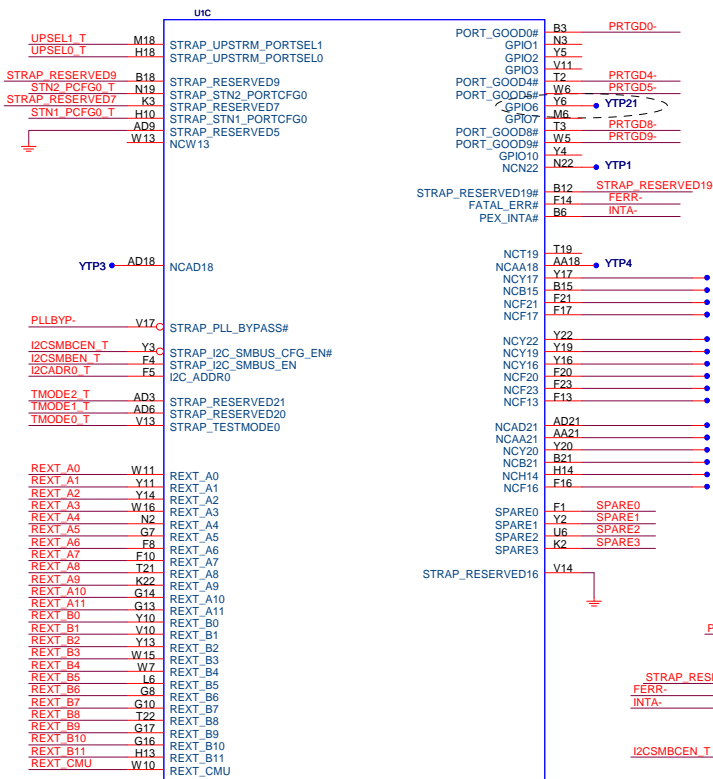 U1C
UPSEL1_T M18 STRAP_UPSTRM_PORTSEL1
UPSEL0_T H18 STRAP_UPSTRM_PORTSEL0
STRAP_RESERVED9 B18 STRAP_RESERVED9
STN2_PCFG0_T N19 STRAP_STN2_PORTCFG0
STRAP_RESERVED7 K3 STRAP_RESERVED7
STN1_PCFG0_T H10 STRAP_STN1_PORTCFG0
AD9 STRAP_RESERVED5
W13 NCW13
YTP3 AD18 NCAD18
PLLBYP- V17 STRAP_PLL_BYPASS#
I2CSMBCEN_T Y3 STRAP_I2C_SMBUS_CFG_EN#
I2CSMBEN_T F4 STRAP_I2C_SMBUS_EN
I2CADR0_T F5 I2C_ADDR0
TMODE2_T AD3 STRAP_RESERVED21
TMODE1_T AD6 STRAP_RESERVED20
TMODE0_T V13 STRAP_TESTMODE0
REXT_A0 W11 REXT_A0
REXT_A1 Y11 REXT_A1
REXT_A2 Y14 REXT_A2
REXT_A3 W16 REXT_A3
REXT_A4 N2 REXT_A4
REXT_A5 G7 REXT_A5
REXT_A6 F8 REXT_A6
REXT_A7 F10 REXT_A7
REXT_A8 T21 REXT_A8
REXT_A9 K22 REXT_A9
REXT_A10 G14 REXT_A10
REXT_A11 G13 REXT_A11
REXT_B0 Y10 REXT_B0
REXT_B1 V10 REXT_B1
REXT_B2 Y13 REXT_B2
REXT_B3 W15 REXT_B3
REXT_B4 W7 REXT_B4
REXT_B5 L6 REXT_B5
REXT_B6 G8 REXT_B6
REXT_B7 G10 REXT_B7
REXT_B8 T22 REXT_B8
REXT_B9 G17 REXT_B9
REXT_B10 G16 REXT_B10
REXT_B11 H13 REXT_B11
REXT_CMU W10 REXT_CMU
PORT_GOOD0# B3 PRTGD0-
GPIO1 N3
GPIO2 Y5
GPIO3 V11
PORT_GOOD4# T2 PRTGD4-
PORT_GOOD5# W6 PRTGD5-
GPIO6 Y6 YTP21
GPIO7 M6
PORT_GOOD8# T3 PRTGD8-
PORT_GOOD9# W5 PRTGD9-
GPIO10 Y4
NCN22 N22 YTP1
STRAP_RESERVED19# B12 STRAP_RESERVED19
FATAL_ERR# F14 FERR-
PEX_INTA# B6 INTA-
NCT19 T19
NCAA18 AA18 YTP4
NCY17 Y17
NCB15 B15
NCF21 F21
NCF17 F17
NCY22 Y22
NCY19 Y19
NCY16 Y16
NCF20 F20
NCF23 F23
NCF13 F13
NCAD21 AD21
NCAA21 AA21
NCY20 Y20
NCB21 B21
NCH14 H14
NCF16 F16
SPARE0 F1 SPARE0
SPARE1 Y2 SPARE1
SPARE2 U6 SPARE2
SPARE3 K2 SPARE3
STRAP_RESERVED16 V14
FERR-
INTA-
I2CSMBCEN_T